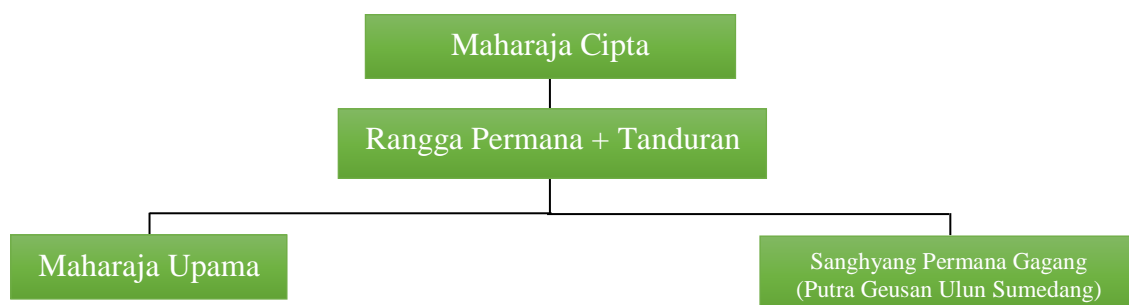 Maharaja Cipta
Rangga Permana + Tanduran
Maharaja Upama
Sanghyang Permana Gagang
(Putra Geusan Ulun Sumedang)